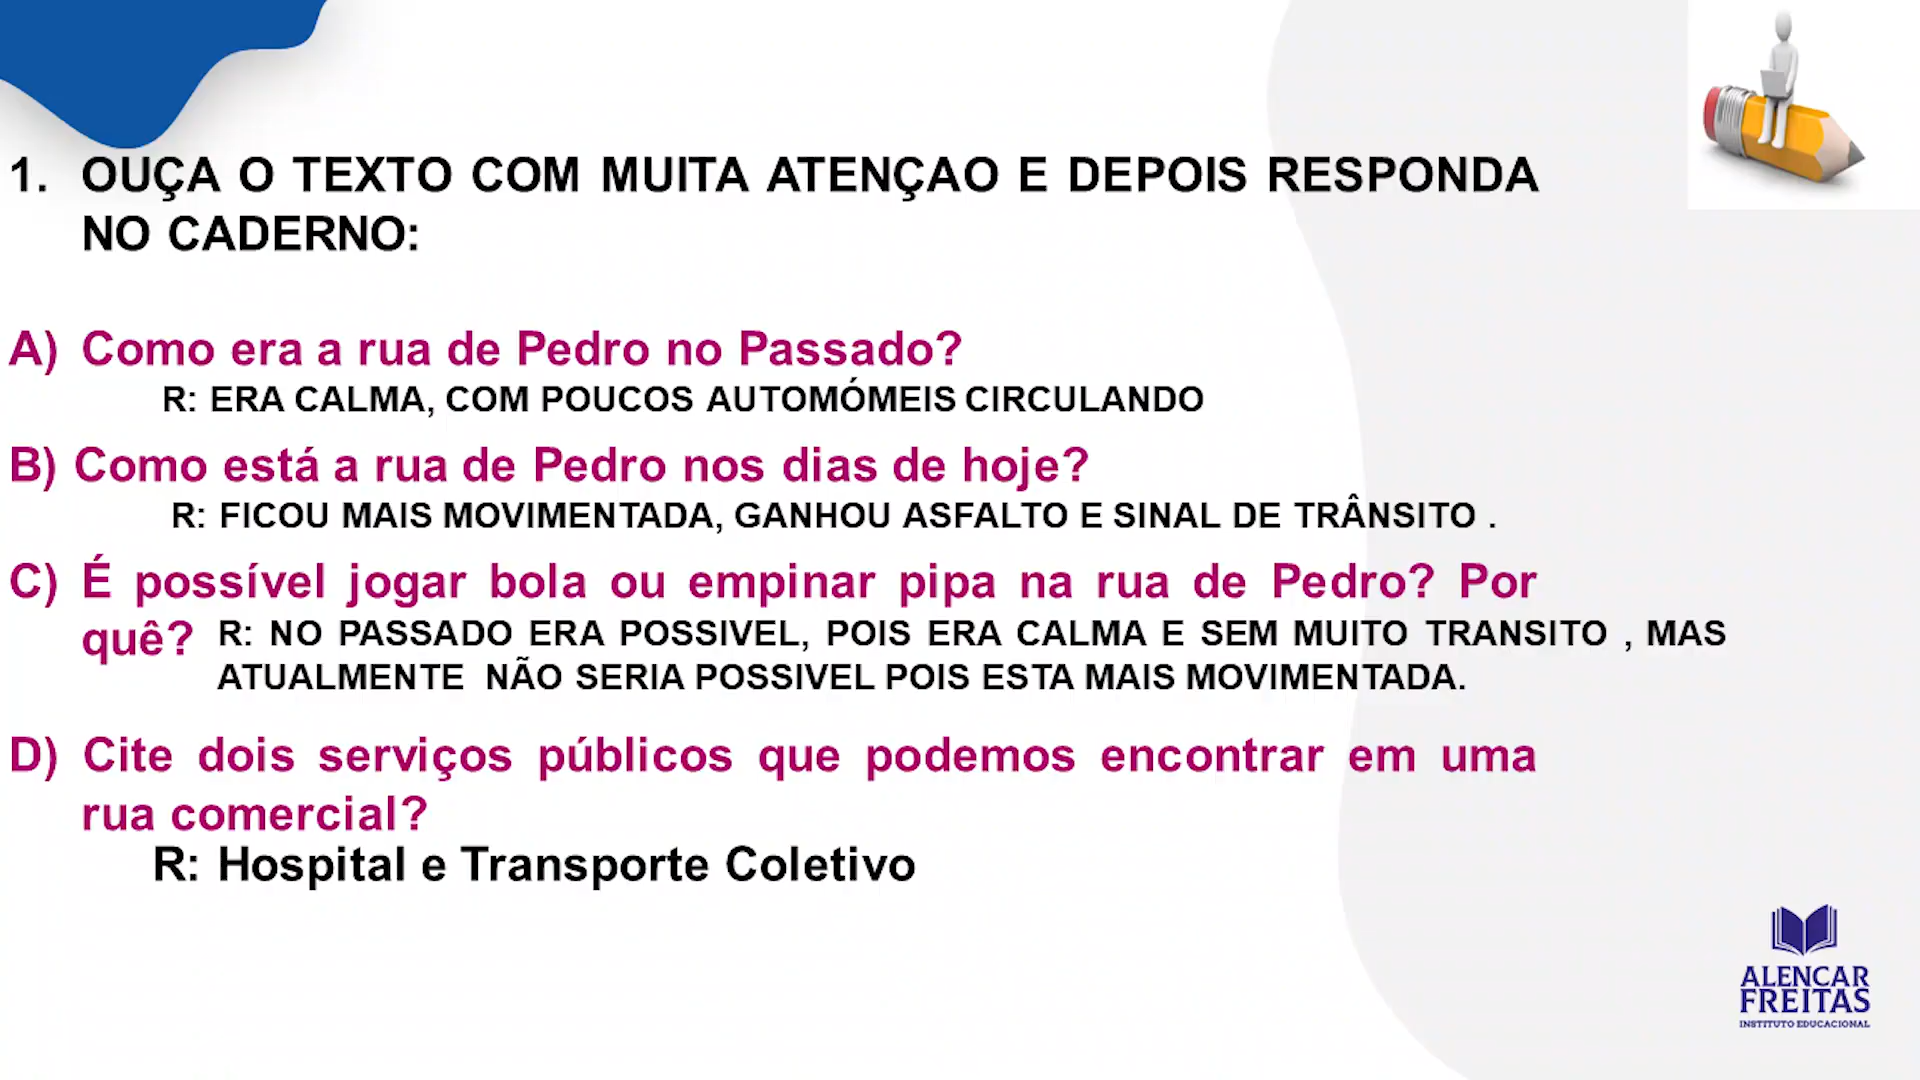 1. OUÇA O TEXTO COM MUITA ATENÇAO E DEPOIS RESPONDA
NO CADERNO:
A) Como era a rua de Pedro no Passado?
R: ERA CALMA, COM POUCOS AUTOMÓMEIS CIRCULANDO
B) Como está a rua de Pedro nos dias de hoje?
R: FICOU MAIS MOVIMENTADA, GANHOU ASFALTO E SINAL DE TRÂNSITO .
C) É possível jogar bola ou empinar pipa na rua de Pedro? Por
quê? R: NO PASSADO ERA POSSIVEL, POIS ERA CALMA E SEM MUITO TRANSITO , MAS
ATUALMENTE NÃO SERIA POSSIVEL POIS ESTA MAIS MOVIMENTADA.
D) Cite dois serviços públicos que podemos encontrar em uma
rua comercial?
R: Hospital e Transporte Coletivo
ALENCAR
FREITAS
INSTITUTO EDUCACIONAL